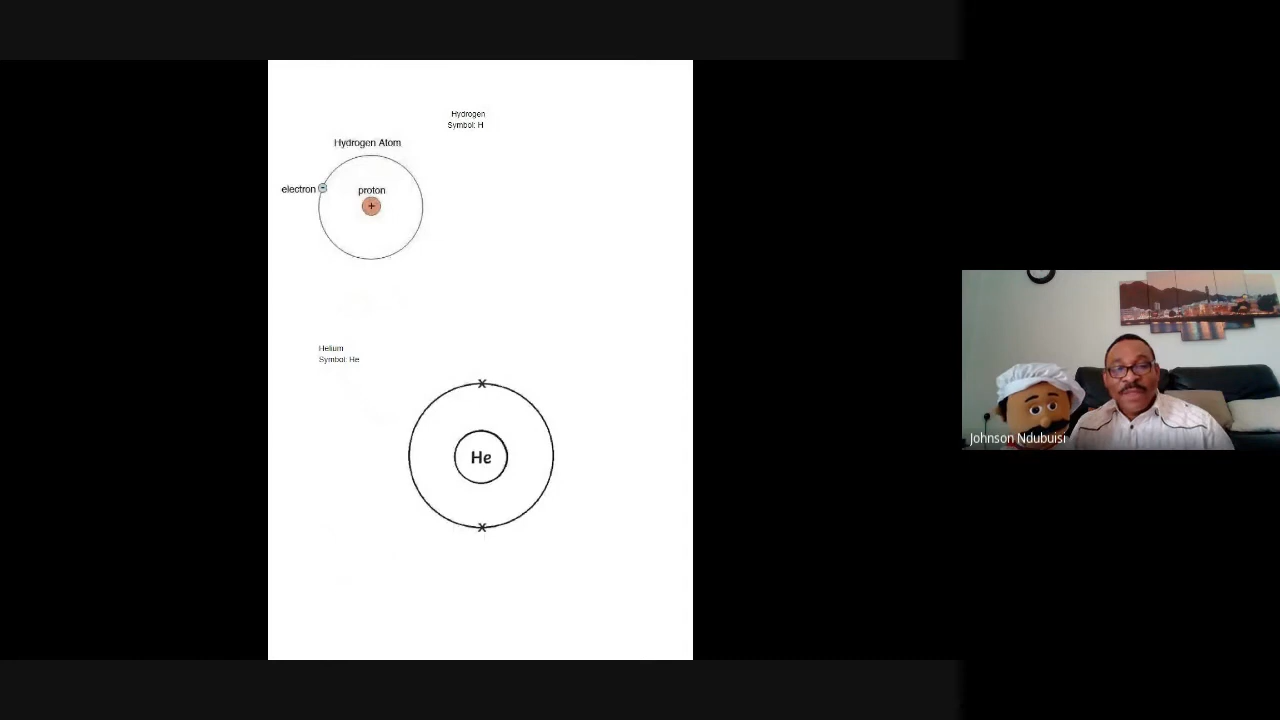 Hydrogen
Symbol: H
Hydrogen Atom
electron -
proton
+
Helium
Symbol: He
x
He
x
Johnson Ndubuisi